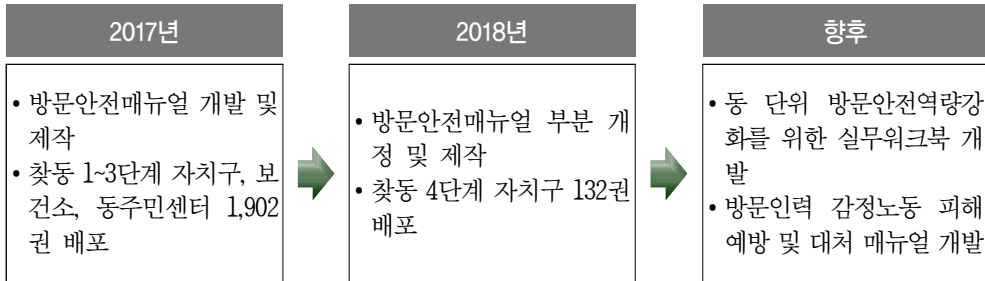 2017년
• 방문안전매뉴얼 개발 및
제작
• 찾동 1~3단계 자치구, 보
건소, 동주민센터 1,902
권 배포
2018년
• 방문안전매뉴얼 부분 개
정 및 제작
• 찾동 4단계 자치구 132권
배포
향후
• 동 단위 방문안전역량강
화를 위한 실무워크북 개
발
• 방문인력 감정노동 피해
예방 및 대처 매뉴얼 개발